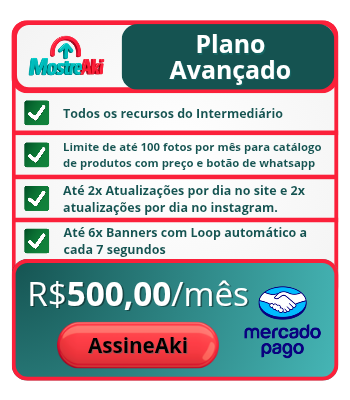 MostreAki
Plano
Avançado
Todos os recursos do Intermediário
Limite de até 100 fotos por mês para catálogo
de produtos com preço e botão de whatsapp
Até 2x Atualizações por dia no site e 2x
atualizações por dia no instagram.
Até 6x Banners com Loop automático a
cada 7 segundos
R$500,00/mês
AssineAki
mercado
pago